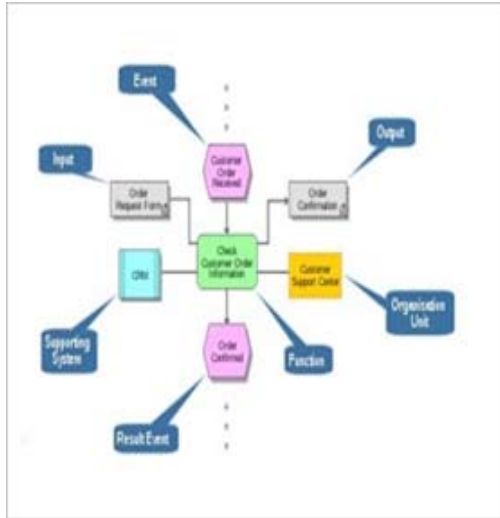 Event
Output
Input
Customer
Order
Received
Order
Request Form
Order
Confirmation
Check
Customer Order
Information
CRM
Customer
Support Center
Organisation
Unit
Supporting
System
Order
Confirmed
Function
Result Event